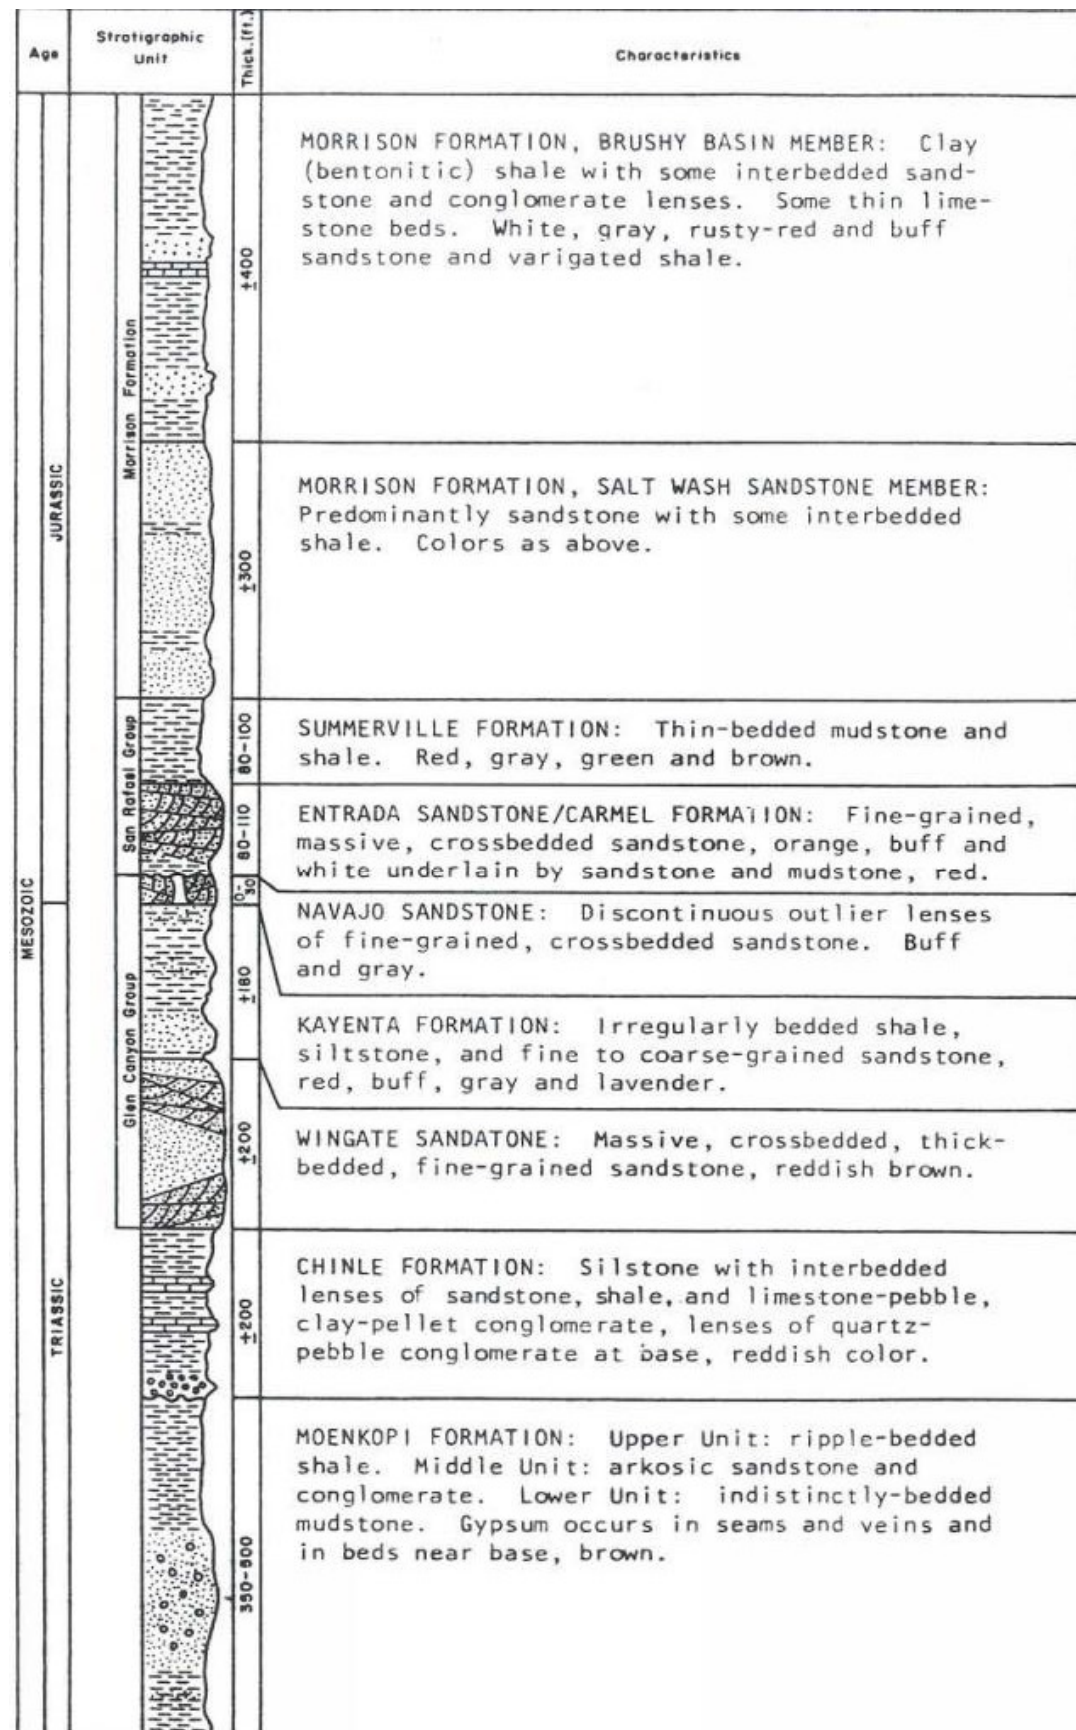 Age
Stratigraphic
Unit
Thick.(ft.)
Characteristics
MESOZOIC
JURASSIC
TRIASSIC
Morrison Formation
San Rafael Group
Glen Canyon Group
±400
MORRISON FORMATION, BRUSHY BASIN MEMBER: Clay
(bentonitic) shale with some interbedded sand-
stone and conglomerate lenses. Some thin lime-
stone beds. White, gray, rusty-red and buff
sandstone and varigated shale.
±300
MORRISON FORMATION, SALT WASH SANDSTONE MEMBER:
Predominantly sandstone with some interbedded
shale. Colors as above.
80-100
SUMMERVILLE FORMATION: Thin-bedded mudstone and
shale. Red, gray, green and brown.
80-110
ENTRADA SANDSTONE/CARMEL FORMATION: Fine-grained,
massive, crossbedded sandstone, orange, buff and
white underlain by sandstone and mudstone, red.
0-
30
NAVAJO SANDSTONE: Discontinuous outlier lenses
of fine-grained, crossbedded sandstone. Buff
and gray.
±180
KAYENTA FORMATION: Irregularly bedded shale,
siltstone, and fine to coarse-grained sandstone,
red, buff, gray and lavender.
±200
WINGATE SANDATONE: Massive, crossbedded, thick-
bedded, fine-grained sandstone, reddish brown.
±200
CHINLE FORMATION: Silstone with interbedded
lenses of sandstone, shale, and limestone-pebble,
clay-pellet conglomerate, lenses of quartz-
pebble conglomerate at base, reddish color.
MOENKOPI FORMATION: Upper Unit: ripple-bedded
shale. Middle Unit: arkosic sandstone and
conglomerate. Lower Unit: indistinctly-bedded
mudstone. Gypsum occurs in seams and veins and
in beds near base, brown.